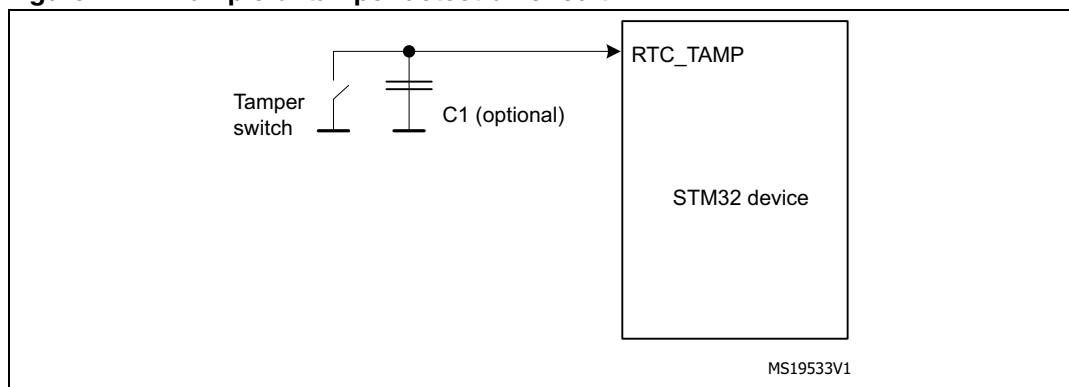 RTC_TAMP
Tamper
switch
C1 (optional)
STM32 device
MS19533V1